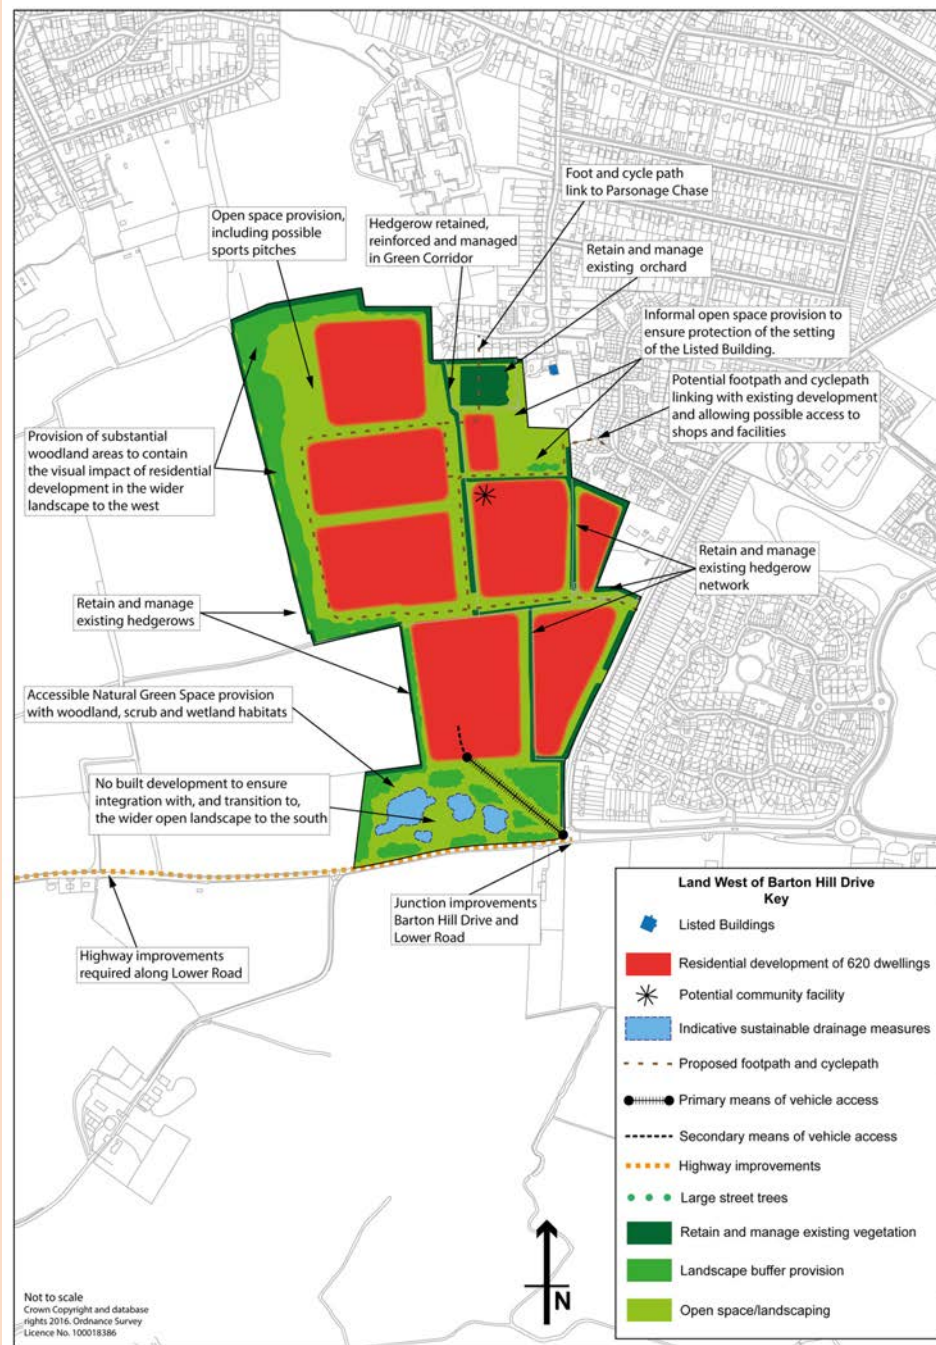 Foot and cycle path
link to Parsonage Chase
Open space provision,
including possible
sports pitches
Hedgerow retained,
reinforced and managed
in Green Corridor
Retain and manage
existing orchard
Informal open space provision to
ensure protection of the setting
of the Listed Building.
Potential footpath and cyclepath
linking with existing development
and allowing possible access to
shops and facilities
Provision of substantial
woodland areas to contain
the visual impact of residential
development in the wider
landscape to the west
Retain and manage
existing hedgerow
network
Retain and manage
existing hedgerows
Accessible Natural Green Space provision
with woodland, scrub and wetland habitats
No built development to ensure
integration with, and transition to,
the wider open landscape to the south
Junction improvements
Barton Hill Drive and
Lower Road
Highway improvements
required along Lower Road
Land West of Barton Hill Drive
Key
Listed Buildings
Residential development of 620 dwellings
Potential community facility
Indicative sustainable drainage measures
Proposed footpath and cyclepath
Primary means of vehicle access
Secondary means of vehicle access
Highway improvements
Large street trees
Retain and manage existing vegetation
Landscape buffer provision
Open space/landscaping
N
Not to scale
Crown Copyright and database
rights 2016. Ordnance Survey
Licence No. 100018386